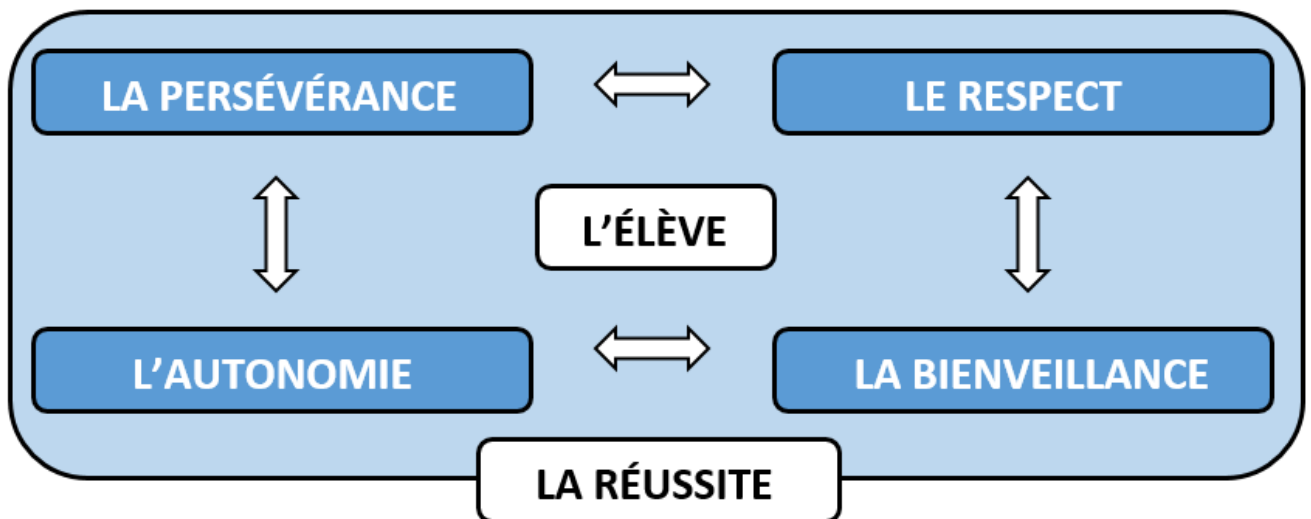 LA PERSÉVÉRANCE
LE RESPECT
L’ÉLÈVE
L’AUTONOMIE
LA BIENVEILLANCE
LA RÉUSSITE